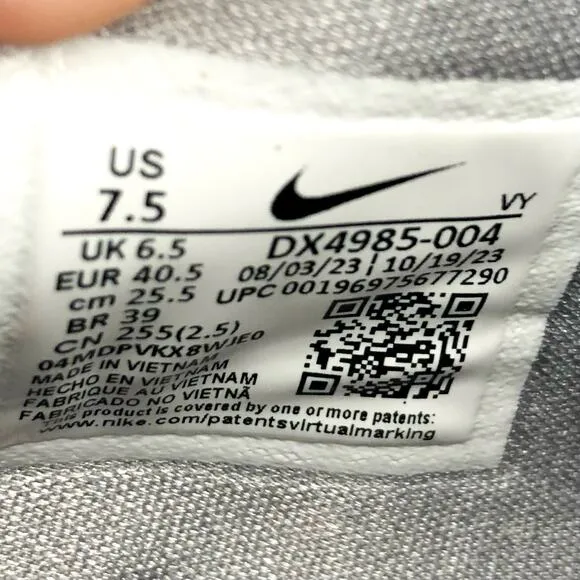 US
7.5
VY
UK 6.5
DX4985-004
EUR 40.5
08/03/23 | 10/19/23
cm 25.5
UPC 00196975677290
BR 39
CN 255(2.5)
04MDPVKX8WJE0
MADE IN VIETNAM
HECHO EN VIETNAM
FABRIQUE AU VIETNAM
FABRICADO NO VIETNÃ
This product is covered by one or more patents:
www.nike.com/patentsvirtualmarking